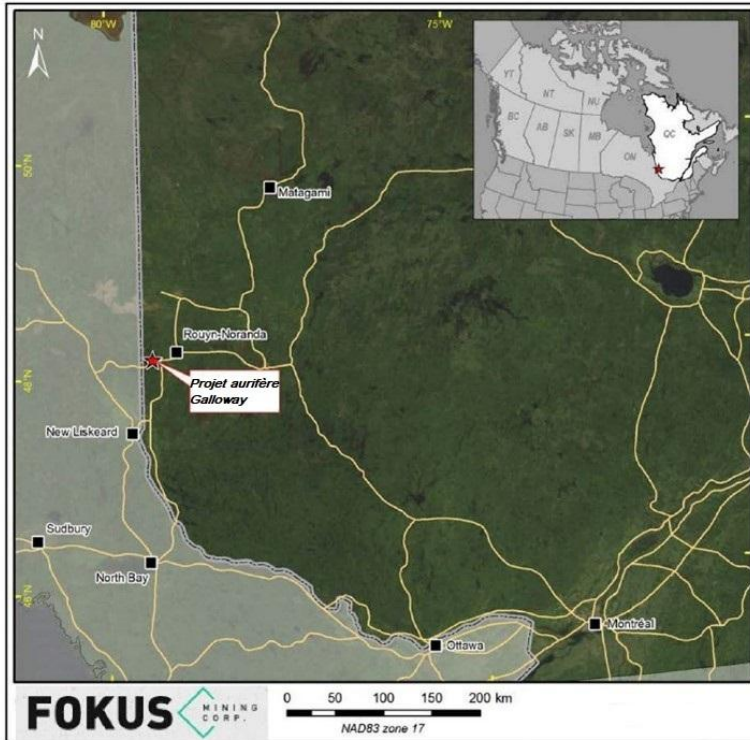 80°W
75°W
N
YT
NT
NU
BC
AB
SK
MB
ON
QC
50°N
Matagami
Rouyn-Noranda
48°N
Projet aurifère
Galloway
New Liskeard
Sudbury
North Bay
46°N
Ottawa
Montréal
FOKUS
MINING
CORP.
0 50 100 150 200 km
NAD83 zone 17